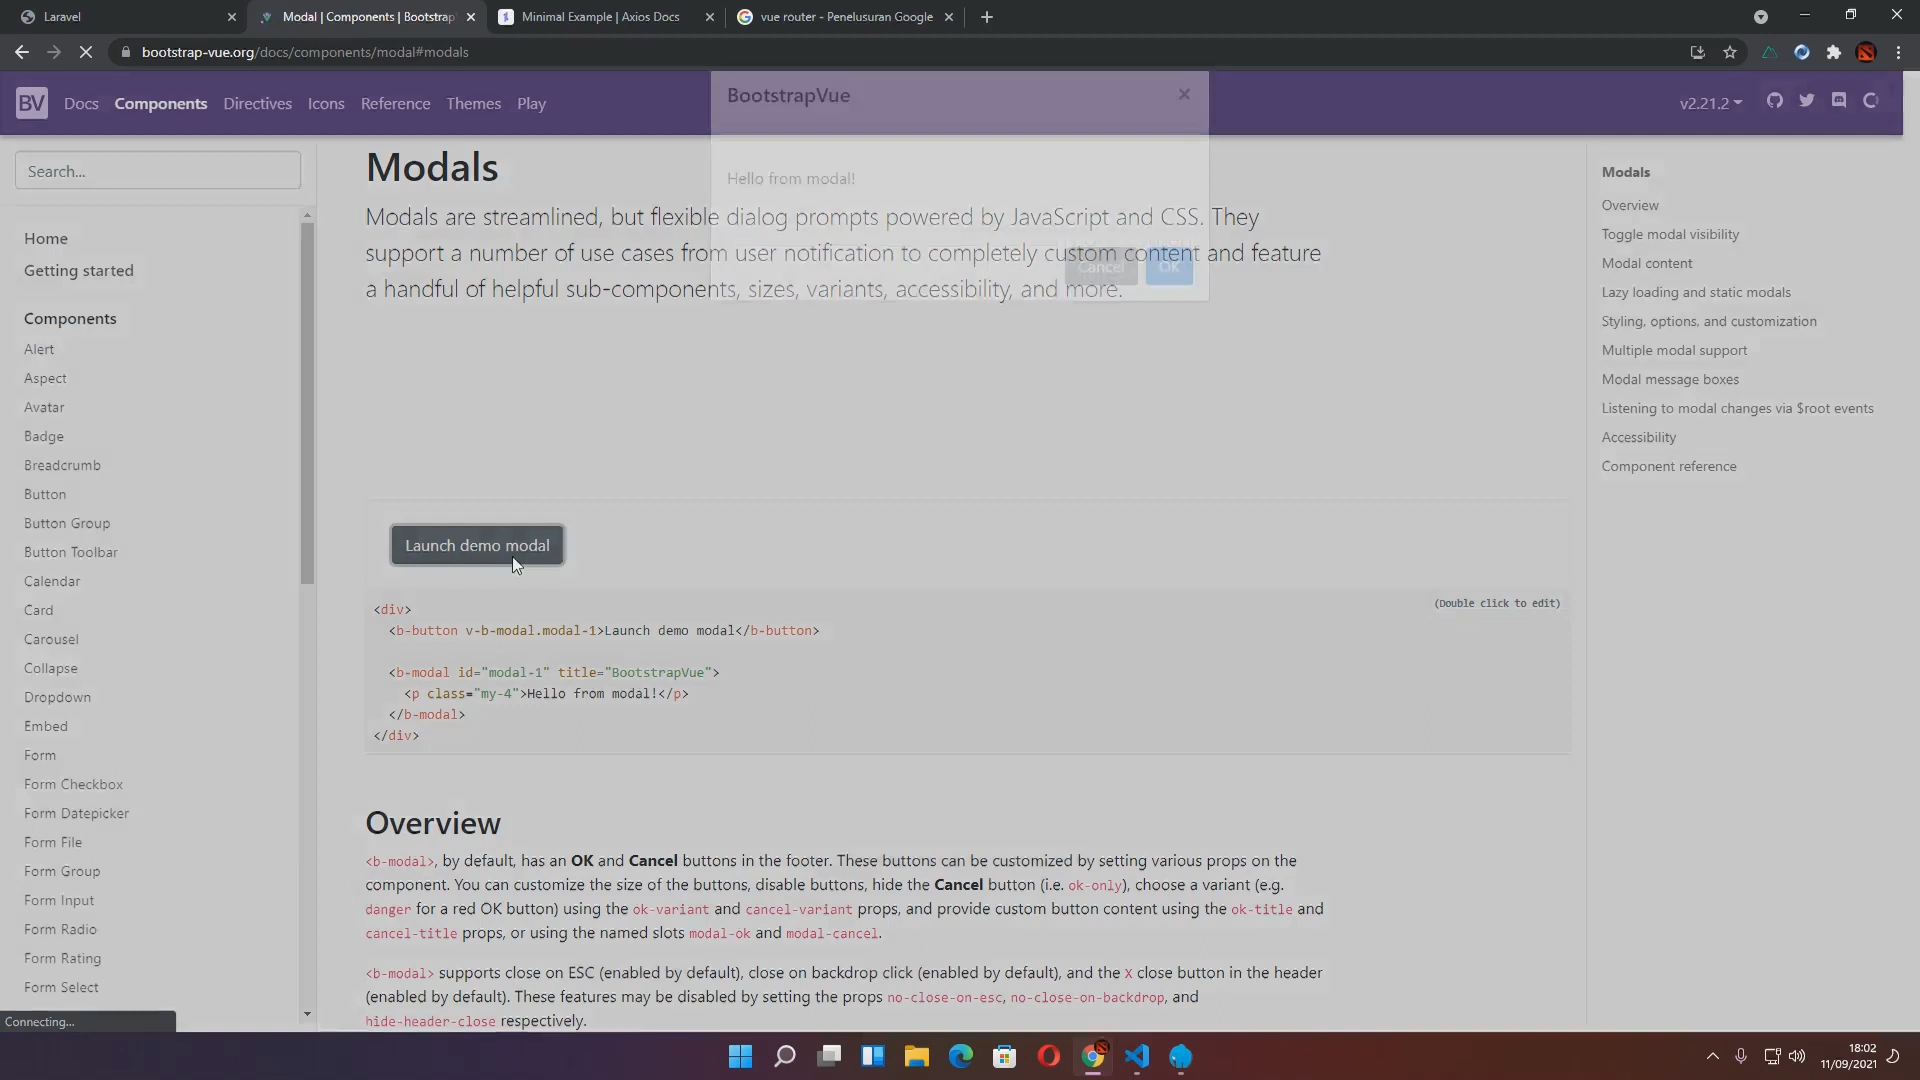 Laravel
Modal | Components | Bootstrap
Minimal Example | Axios Docs
vue router - Penelusuran Google
bootstrap-vue.org/docs/components/modal#modals
BV
Docs
Components
Directives
Icons
Reference
Themes
Play
BootstrapVue
v2.21.2
Search...
Home
Getting started
Components
Alert
Aspect
Avatar
Badge
Breadcrumb
Button
Button Group
Button Toolbar
Calendar
Card
Carousel
Collapse
Dropdown
Embed
Form
Form Checkbox
Form Datepicker
Form File
Form Group
Form Input
Form Radio
Form Rating
Form Select
Connecting...
Modals
Hello from modal!
Modals are streamlined, but flexible dialog prompts powered by JavaScript and CSS. They
support a number of use cases from user notification to completely custom content and feature
a handful of helpful sub-components, sizes, variants, accessibility, and more.
Cancel
OK
Launch demo modal
(Double click to edit)
<div>
<b-button v-b-modal.modal-1>Launch demo modal</b-button>
<b-modal id="modal-1" title="BootstrapVue">
<p class="my-4">Hello from modal!</p>
</b-modal>
</div>
Overview
<b-modal>, by default, has an OK and Cancel buttons in the footer. These buttons can be customized by setting various props on the
component. You can customize the size of the buttons, disable buttons, hide the Cancel button (i.e. ok-only), choose a variant (e.g.
danger for a red OK button) using the ok-variant and cancel-variant props, and provide custom button content using the ok-title and
cancel-title props, or using the named slots modal-ok and modal-cancel.
<b-modal> supports close on ESC (enabled by default), close on backdrop click (enabled by default), and the X close button in the header
(enabled by default). These features may be disabled by setting the props no-close-on-esc, no-close-on-backdrop, and
hide-header-close respectively.
Modals
Overview
Toggle modal visibility
Modal content
Lazy loading and static modals
Styling, options, and customization
Multiple modal support
Modal message boxes
Listening to modal changes via $root events
Accessibility
Component reference
18:02
11/09/2021